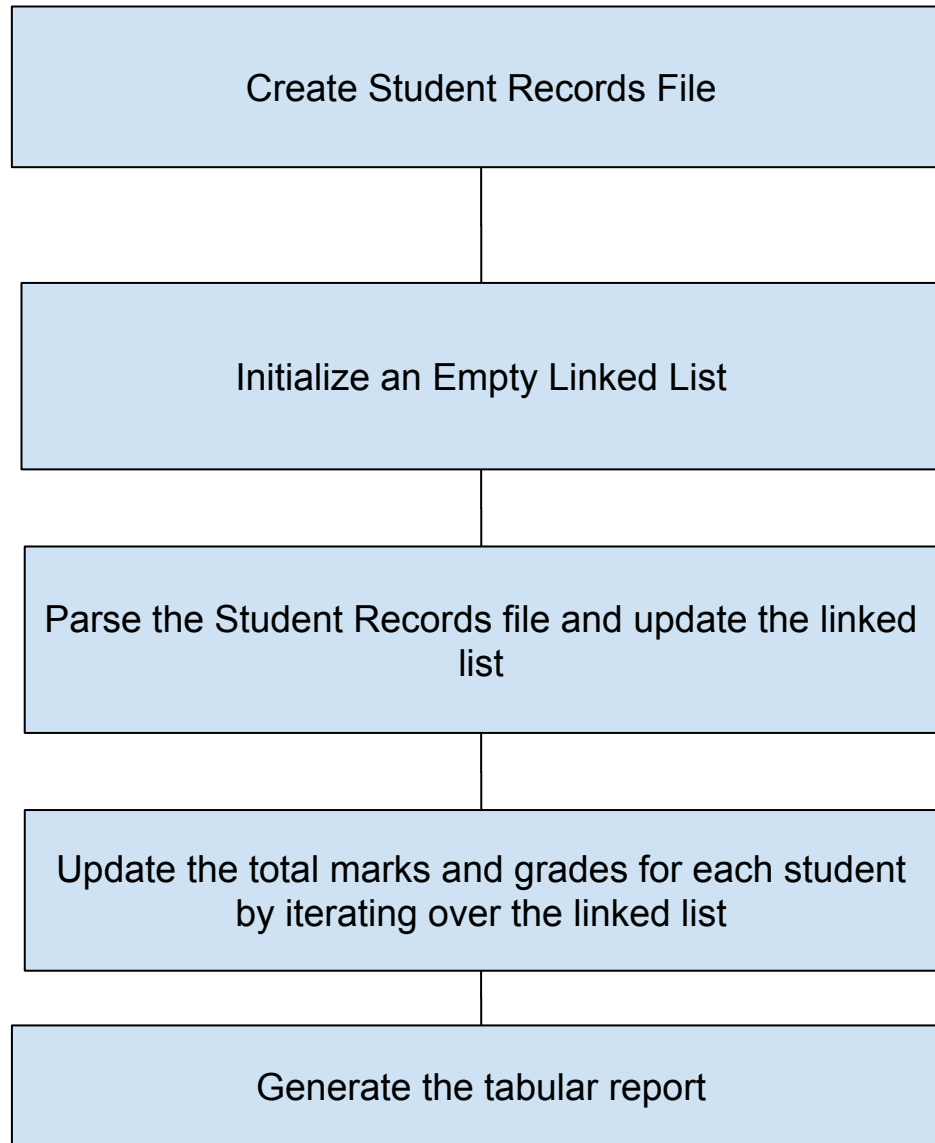 Create Student Records File
Initialize an Empty Linked List
Parse the Student Records file and update the linked
list
Update the total marks and grades for each student
by iterating over the linked list
Generate the tabular report